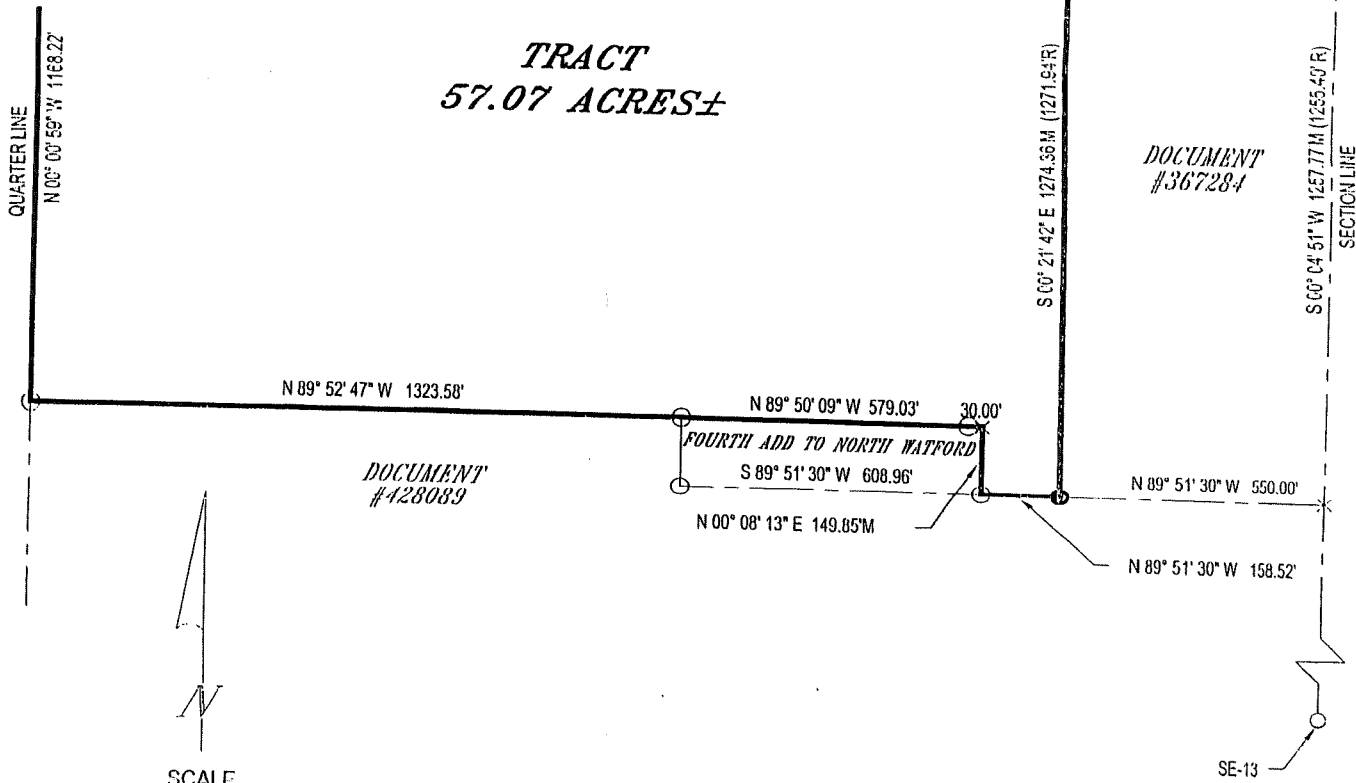 TRACT
57.07 ACRES±
QUARTER LINE
N 00° 00' 59" W 1168.22'
S 00° 21' 42" E 1274.36 M (1271.94'R)
DOCUMENT
#367284
S 00° 04' 51" W 1257.77 M (1255.40' R)
SECTION LINE
N 89° 52' 47" W 1323.58'
N 89° 50' 09" W 579.03'
30.00'
FOURTH ADD TO NORTH WATFORD
DOCUMENT
#428089
S 89° 51' 30" W 608.96'
N 89° 51' 30" W 550.00'
N 00° 08' 13" E 149.85'M
N 89° 51' 30" W 158.52'
N
SCALE
SE-13